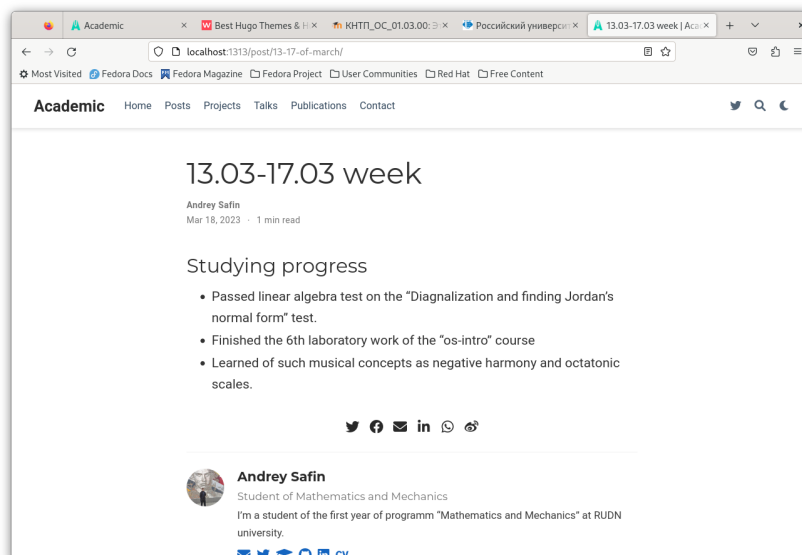 Academic
Best Hugo Themes & H
КНТП_ОС_01.03.00: Э
Российский универси
13.03-17.03 week | Aca
localhost:1313/post/13-17-of-march/
Most Visited Fedora Docs Fedora Magazine Fedora Project User Communities Red Hat Free Content
Academic Home Posts Projects Talks Publications Contact
13.03-17.03 week
Andrey Safin
Mar 18, 2023 · 1 min read
Studying progress
• Passed linear algebra test on the “Diagnalization and finding Jordan’s
normal form” test.
• Finished the 6th laboratory work of the “os-intro” course
• Learned of such musical concepts as negative harmony and octatonic
scales.
Andrey Safin
Student of Mathematics and Mechanics
I’m a student of the first year of programm “Mathematics and Mechanics” at RUDN
university.